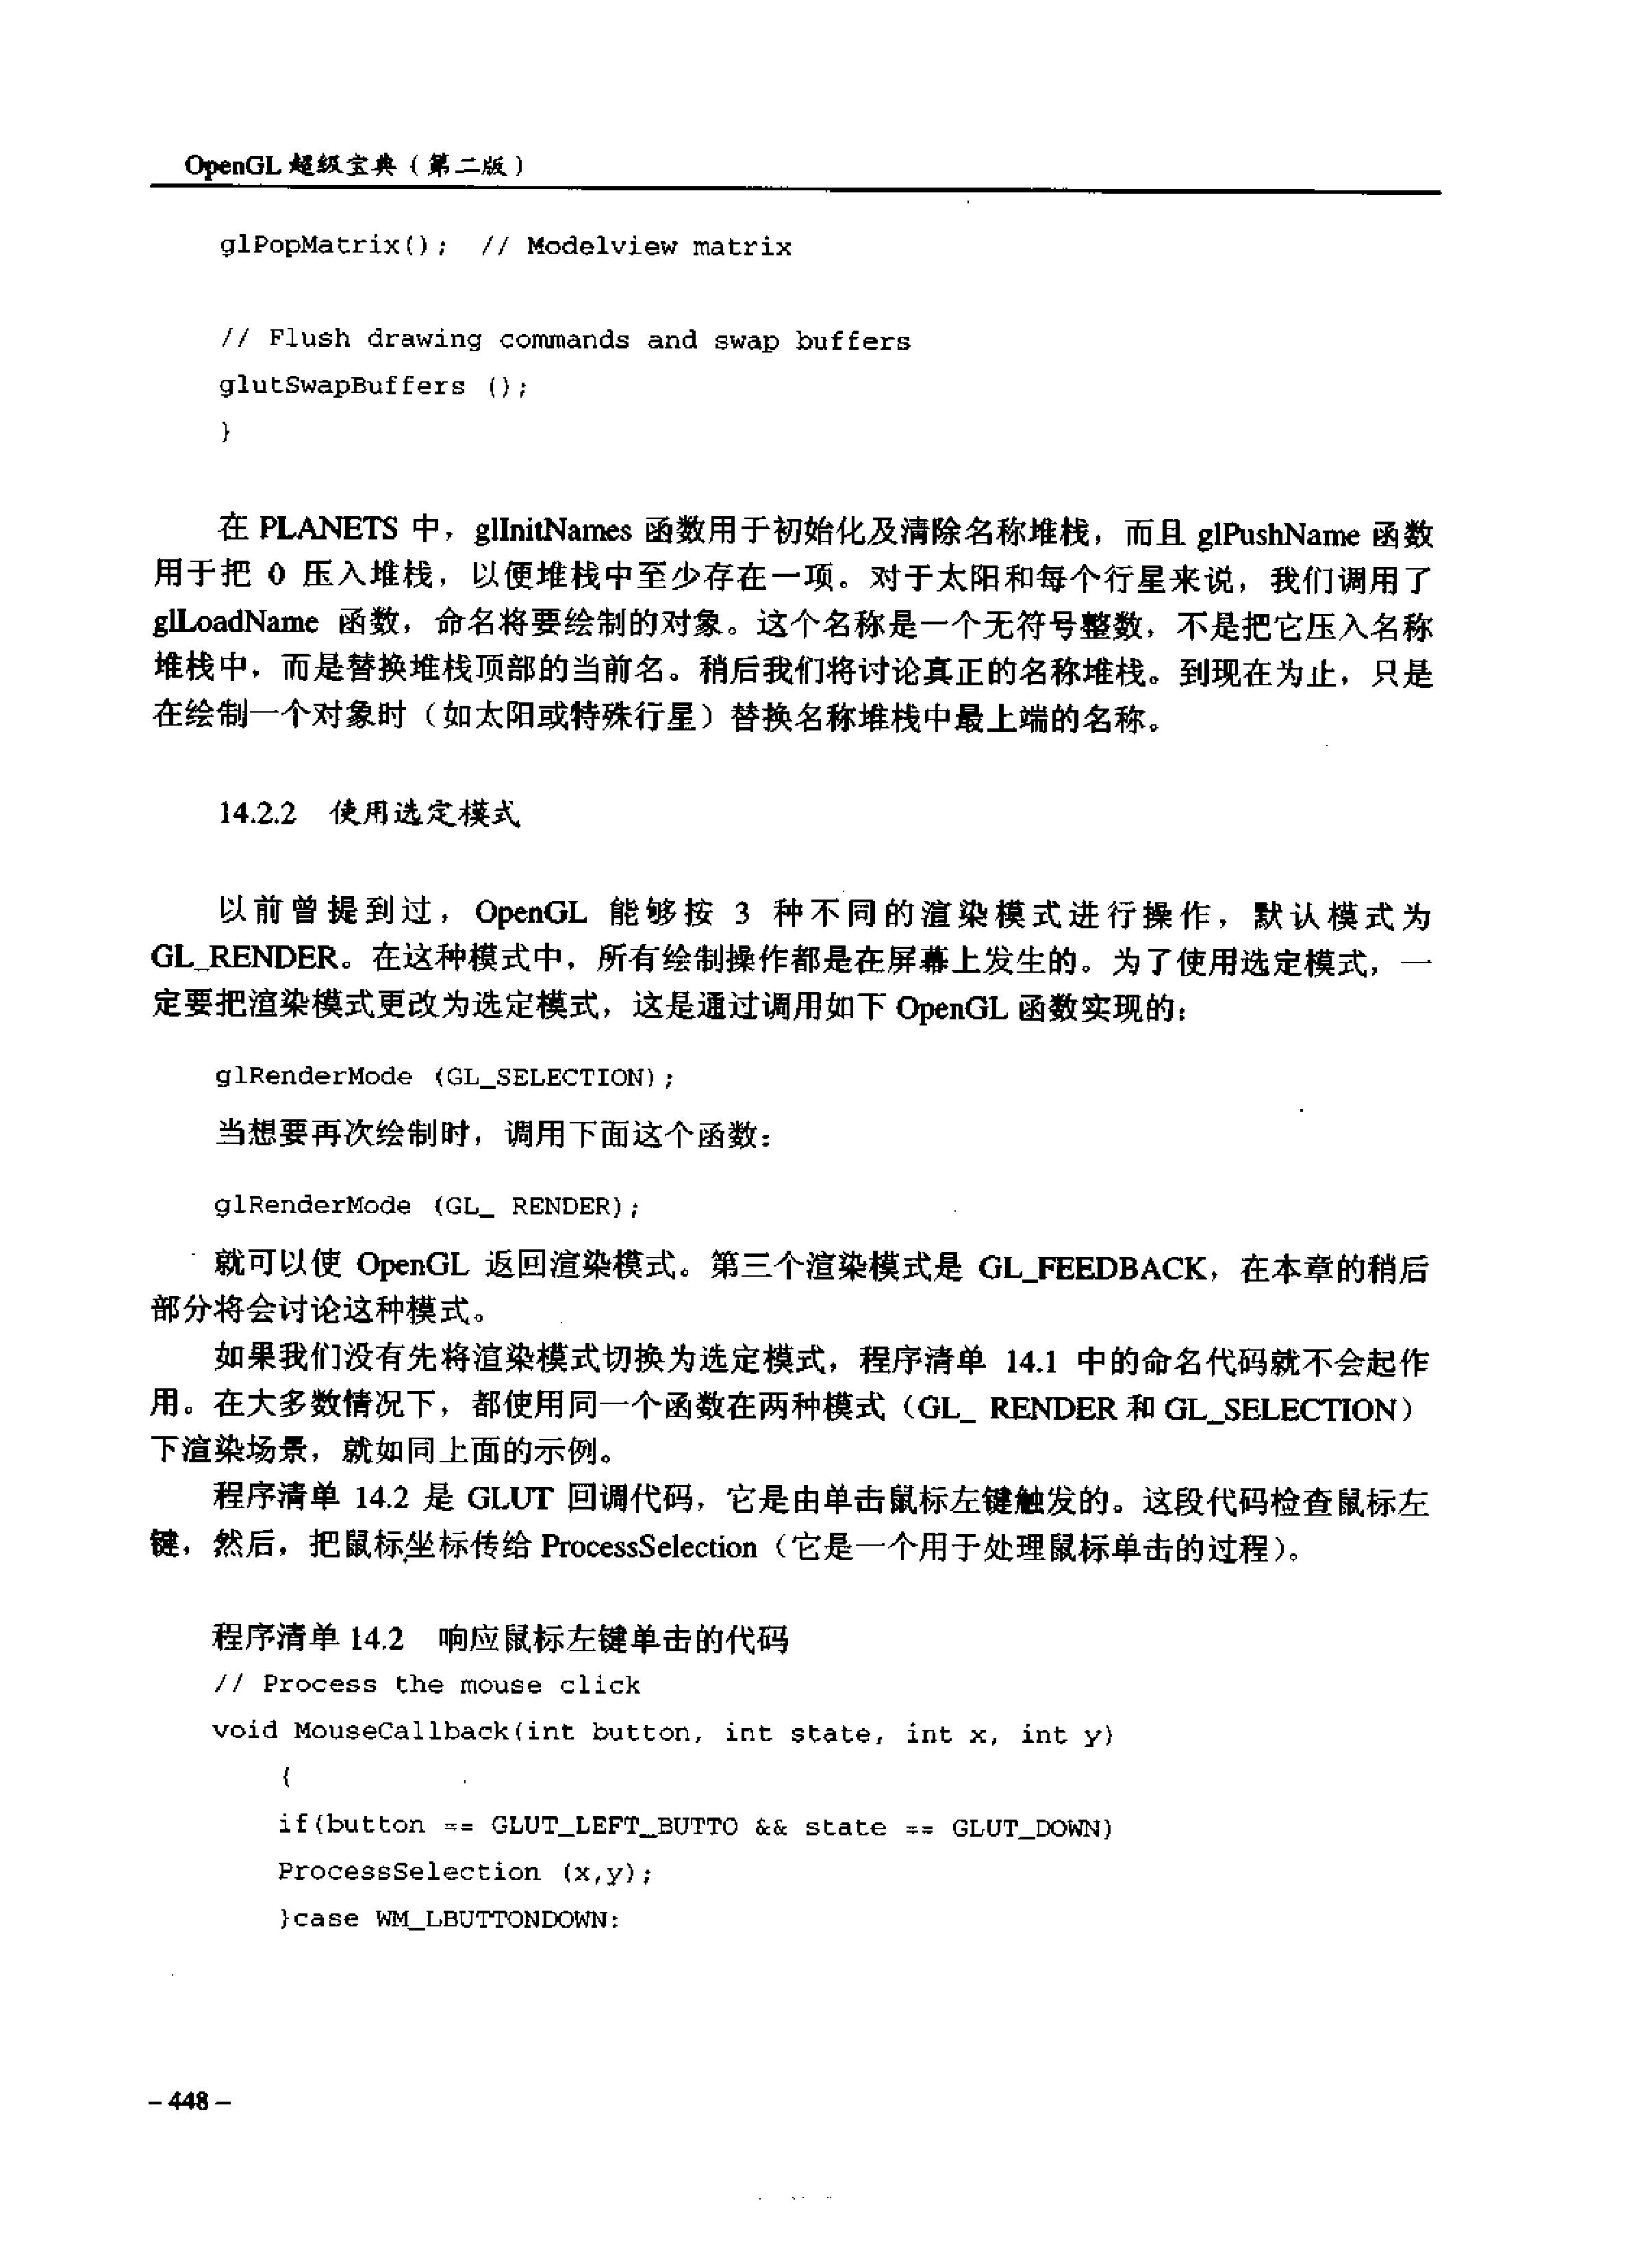 OpenGL 超级宝典（第二版）
glPopMatrix();  // Modelview matrix
// Flush drawing commands and swap buffers
glutSwapBuffers ();
}
在 PLANETS 中，glInitNames 函数用于初始化及清除名称堆栈，而且 glPushName 函数
用于把 0 压入堆栈，以便堆栈中至少存在一项。对于太阳和每个行星来说，我们调用了
glLoadName 函数，命名将要绘制的对象。这个名称是一个无符号整数，不是把它压入名称
堆栈中，而是替换堆栈顶部的当前名。稍后我们将讨论真正的名称堆栈。到现在为止，只是
在绘制一个对象时（如太阳或特殊行星）替换名称堆栈中最上端的名称。
14.2.2 使用选定模式
以前曾提到过，OpenGL 能够按 3 种不同的渲染模式进行操作，默认模式为
GL_RENDER。在这种模式中，所有绘制操作都是在屏幕上发生的。为了使用选定模式，一
定要把渲染模式更改为选定模式，这是通过调用如下 OpenGL 函数实现的：
glRenderMode (GL_SELECTION);
当想要再次绘制时，调用下面这个函数：
glRenderMode (GL_ RENDER);
就可以使 OpenGL 返回渲染模式。第三个渲染模式是 GL_FEEDBACK，在本章的稍后
部分将会讨论这种模式。
如果我们没有先将渲染模式切换为选定模式，程序清单 14.1 中的命名代码就不会起作
用。在大多数情况下，都使用同一个函数在两种模式（GL_ RENDER 和 GL_SELECTION）
下渲染场景，就如同上面的示例。
程序清单 14.2 是 GLUT 回调代码，它是由单击鼠标左键触发的。这段代码检查鼠标左
键，然后，把鼠标坐标传给 ProcessSelection（它是一个用于处理鼠标单击的过程）。
程序清单 14.2 响应鼠标左键单击的代码
// Process the mouse click
void MouseCallback(int button, int state, int x, int y)
{
if(button == GLUT_LEFT_BUTTO && state == GLUT_DOWN)
ProcessSelection (x,y);
}case WM_LBUTTONDOWN:
– 448 –